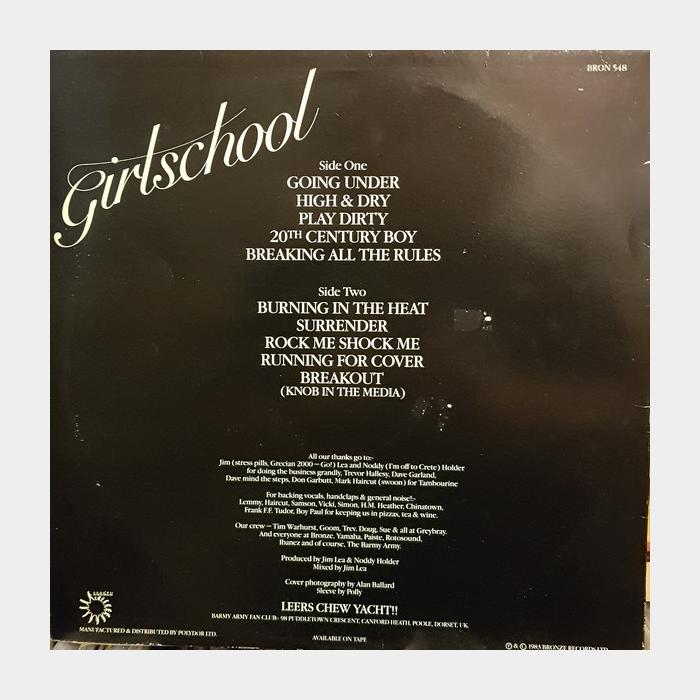 BRON 548
Girlschool
Side One
GOING UNDER
HIGH & DRY
PLAY DIRTY
20TH CENTURY BOY
BREAKING ALL THE RULES
Side Two
BURNING IN THE HEAT
SURRENDER
ROCK ME SHOCK ME
RUNNING FOR COVER
BREAKOUT
(KNOB IN THE MEDIA)
All our thanks go to:-
Jim (stress pills, Grecian 2000 – Go!) Lea and Noddy (I'm off to Crete) Holder
for doing the business grandly, Trevor Hallesy, Dave Garland,
Dave mind the steps, Don Garbutt, Mark Haircut (swoon) for Tambourine
For backing vocals, handclaps & general noise!:-
Lemmy, Haircut, Samson, Vicki, Simon, H.M. Heather, Chinatown,
Frank F.F. Tudor, Boy Paul for keeping us in pizzas, tea & wine.
Our crew – Tim Warhurst, Goom, Trev, Doug, Sue & all at Greybray.
And everyone at Bronze, Yamaha, Paiste, Rotosound,
Ibanez and of course, The Barmy Army.
Produced by Jim Lea & Noddy Holder
Mixed by Jim Lea
Cover photography by Alan Ballard
Sleeve by Polly
LEERS CHEW YACHT!!
BARMY ARMY FAN CLUB:- 98 PUDDLETOWN CRESCENT, CANFORD HEATH, POOLE, DORSET, UK.
MANUFACTURED & DISTRIBUTED BY POLYDOR LTD.
AVAILABLE ON TAPE
Ⓟ & © 1983 BRONZE RECORDS LTD